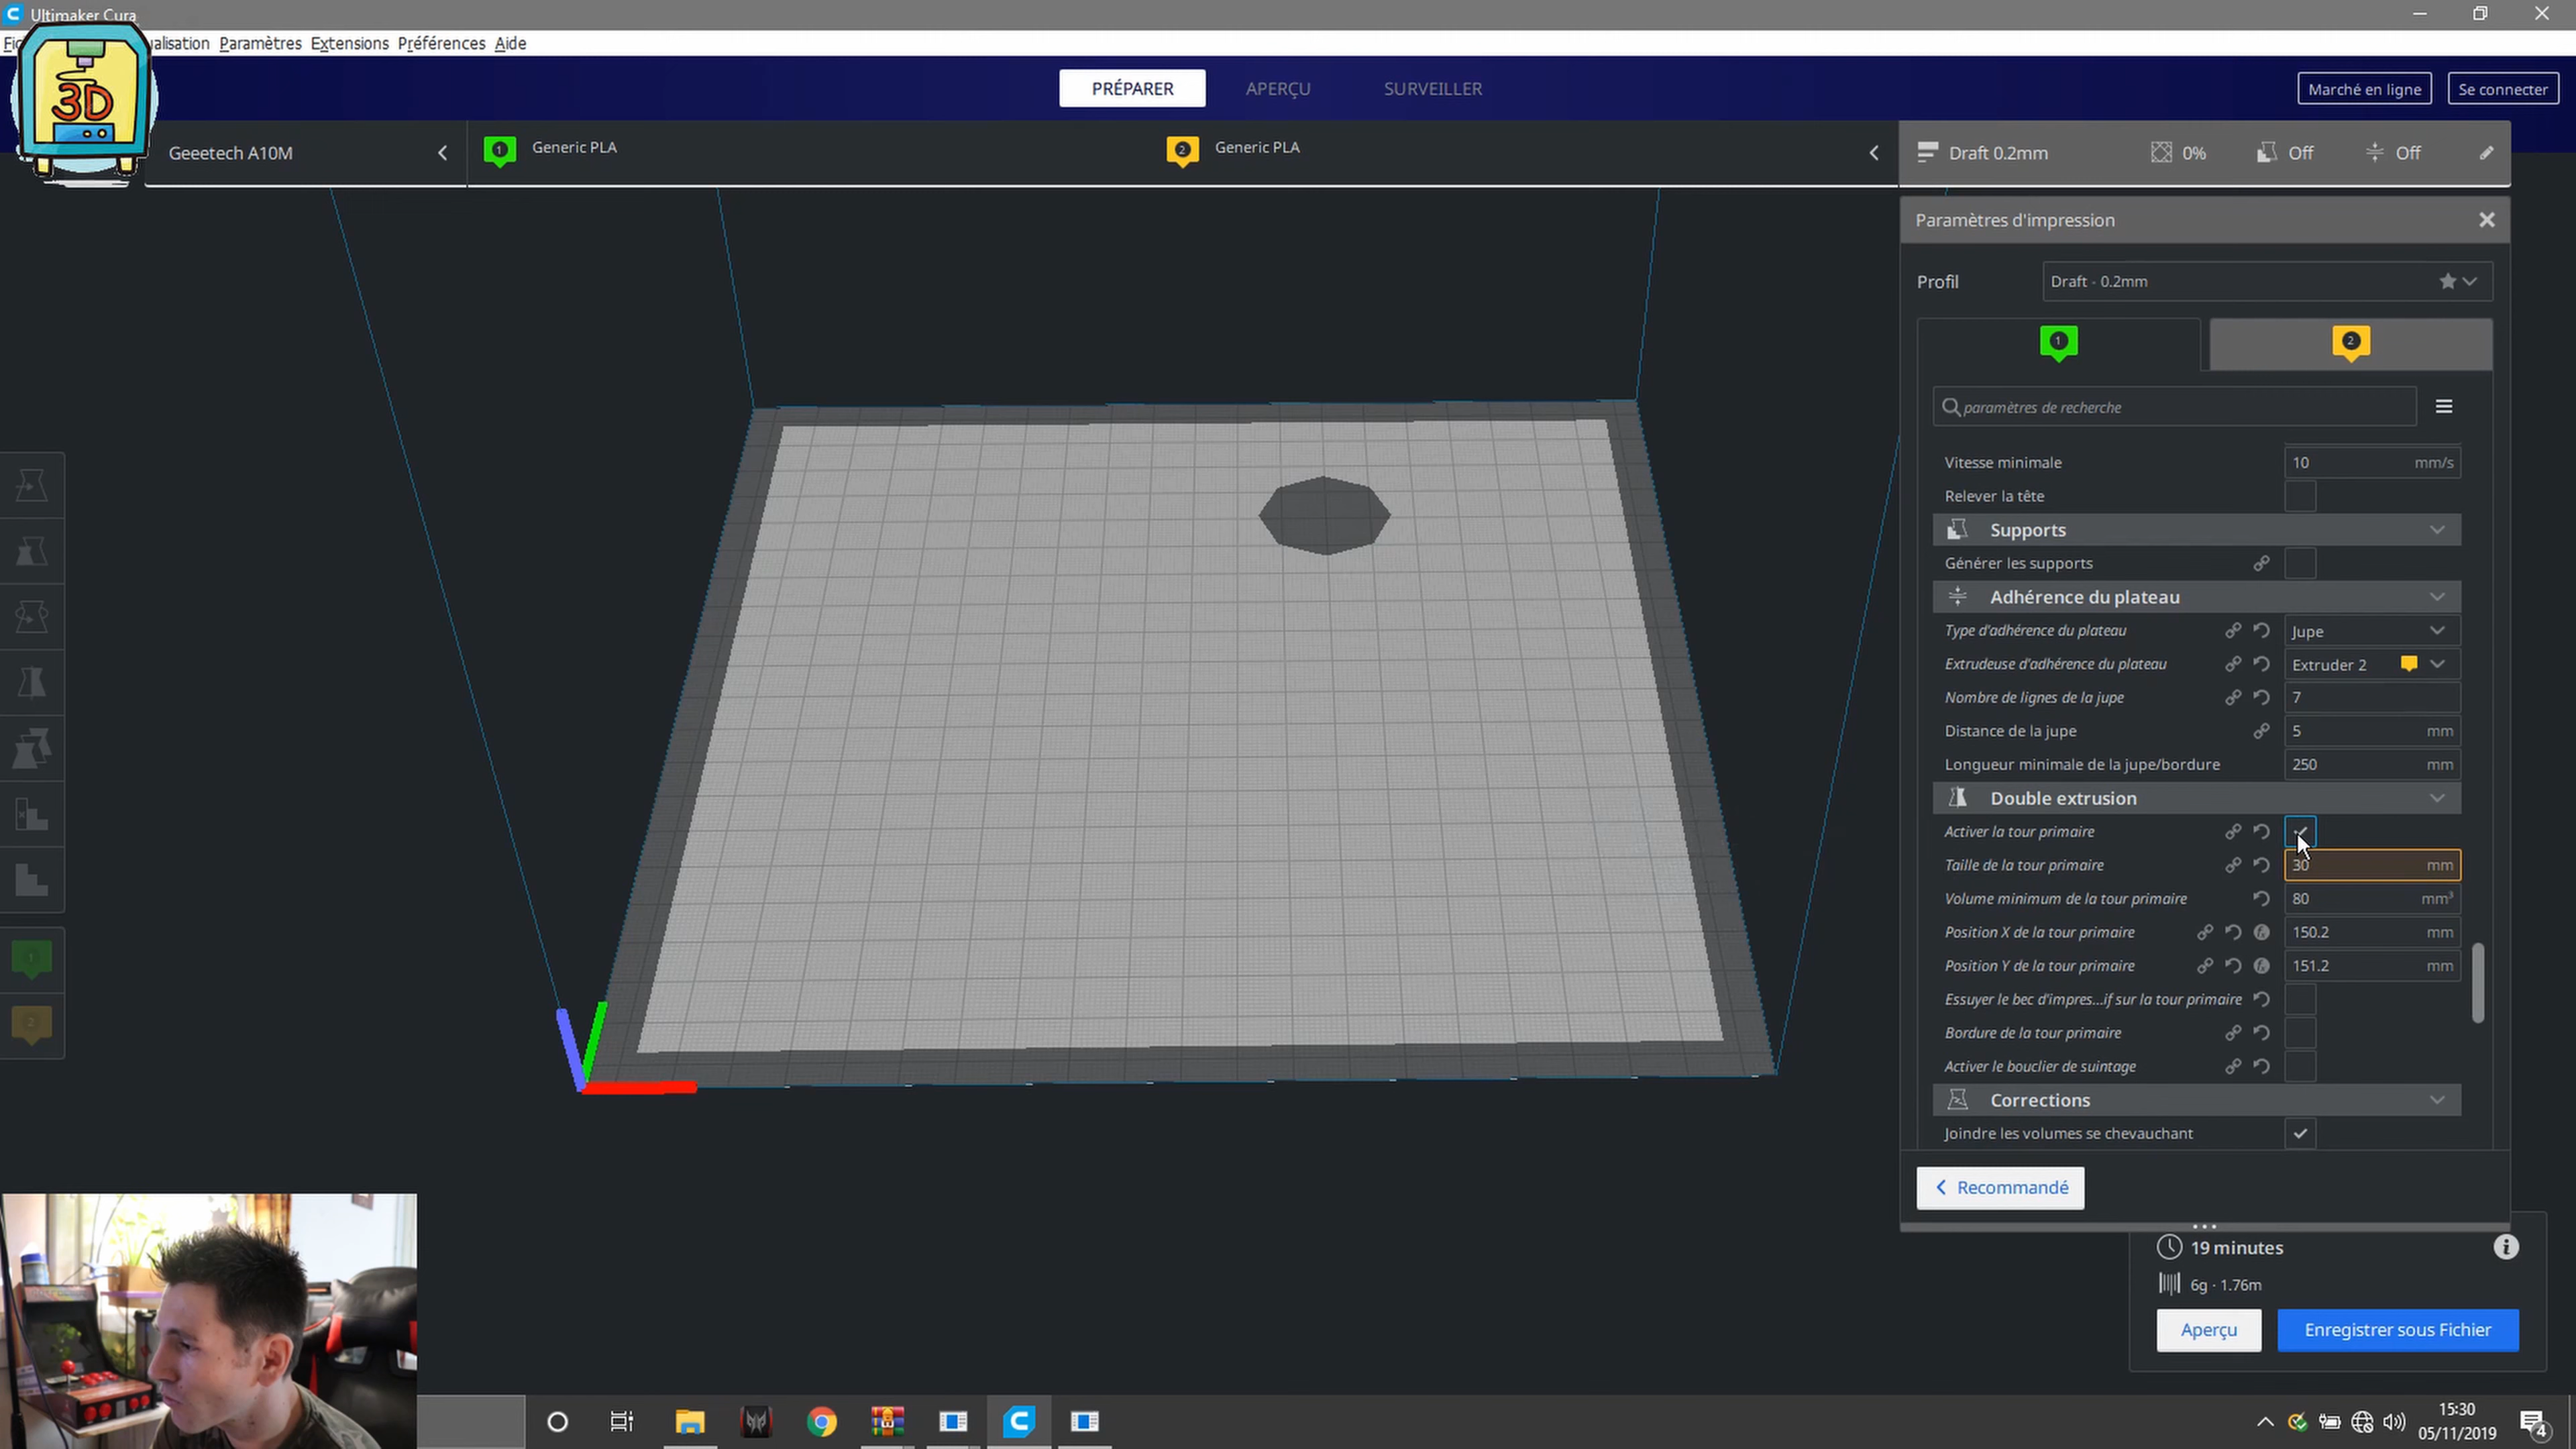 Ultimaker Cura
Fic
alisation Paramètres Extensions Préférences Aide
3D
PRÉPARER
APERÇU
SURVEILLER
Marché en ligne
Se connecter
Geeetech A10M
1 Generic PLA
2 Generic PLA
Draft 0.2mm
0%
Off
Off
Paramètres d'impression
Profil
Draft - 0.2mm
1
2
paramètres de recherche
Vitesse minimale 10 mm/s
Relever la tête
Supports
Générer les supports
Adhérence du plateau
Type d'adhérence du plateau Jupe
Extrudeuse d'adhérence du plateau Extruder 2
Nombre de lignes de la jupe 7
Distance de la jupe 5 mm
Longueur minimale de la jupe/bordure 250 mm
Double extrusion
Activer la tour primaire
Taille de la tour primaire 30 mm
Volume minimum de la tour primaire 80 mm³
Position X de la tour primaire 150.2 mm
Position Y de la tour primaire 151.2 mm
Essuyer le bec d'impres...if sur la tour primaire
Bordure de la tour primaire
Activer le bouclier de suintage
Corrections
Joindre les volumes se chevauchant
Recommandé
1
2
19 minutes
6g · 1.76m
Aperçu
Enregistrer sous Fichier
15:30
05/11/2019
4